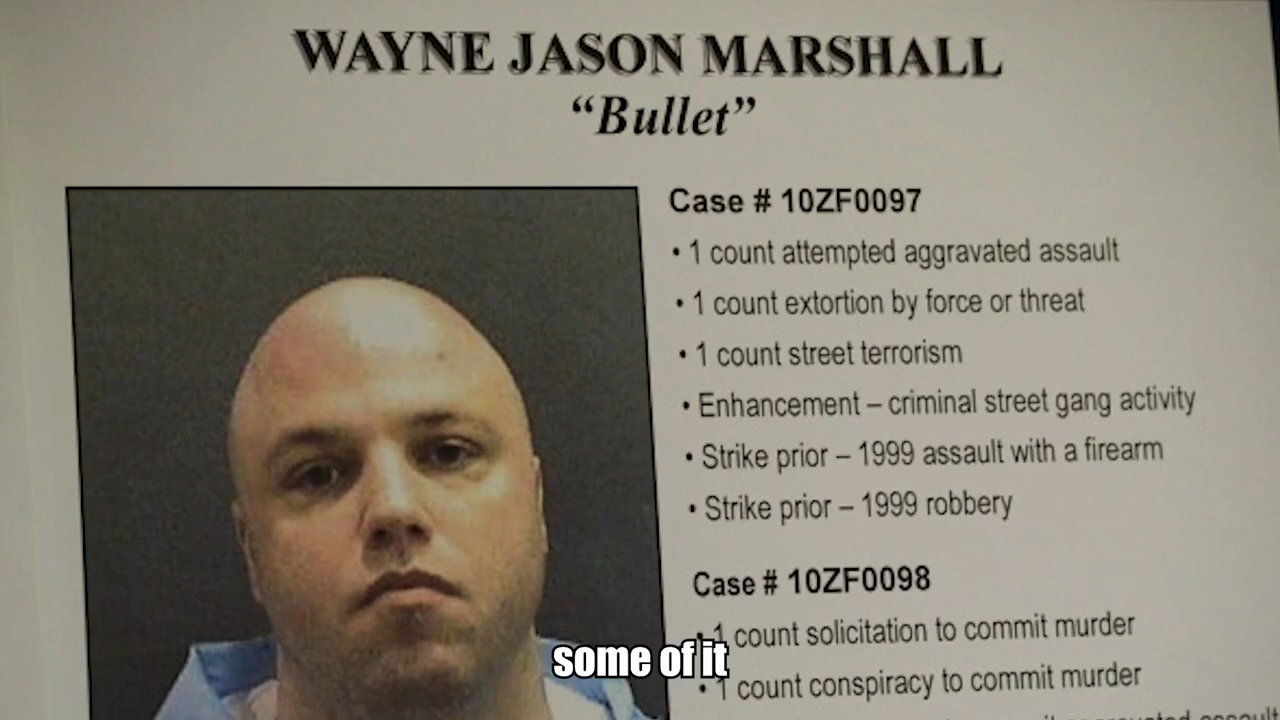 WAYNE JASON MARSHALL
“Bullet”
Case # 10ZF0097
• 1 count attempted aggravated assault
• 1 count extortion by force or threat
• 1 count street terrorism
• Enhancement – criminal street gang activity
• Strike prior – 1999 assault with a firearm
• Strike prior – 1999 robbery
Case # 10ZF0098
• 1 count solicitation to commit murder
some of it
• 1 count conspiracy to commit murder
aggravated assault